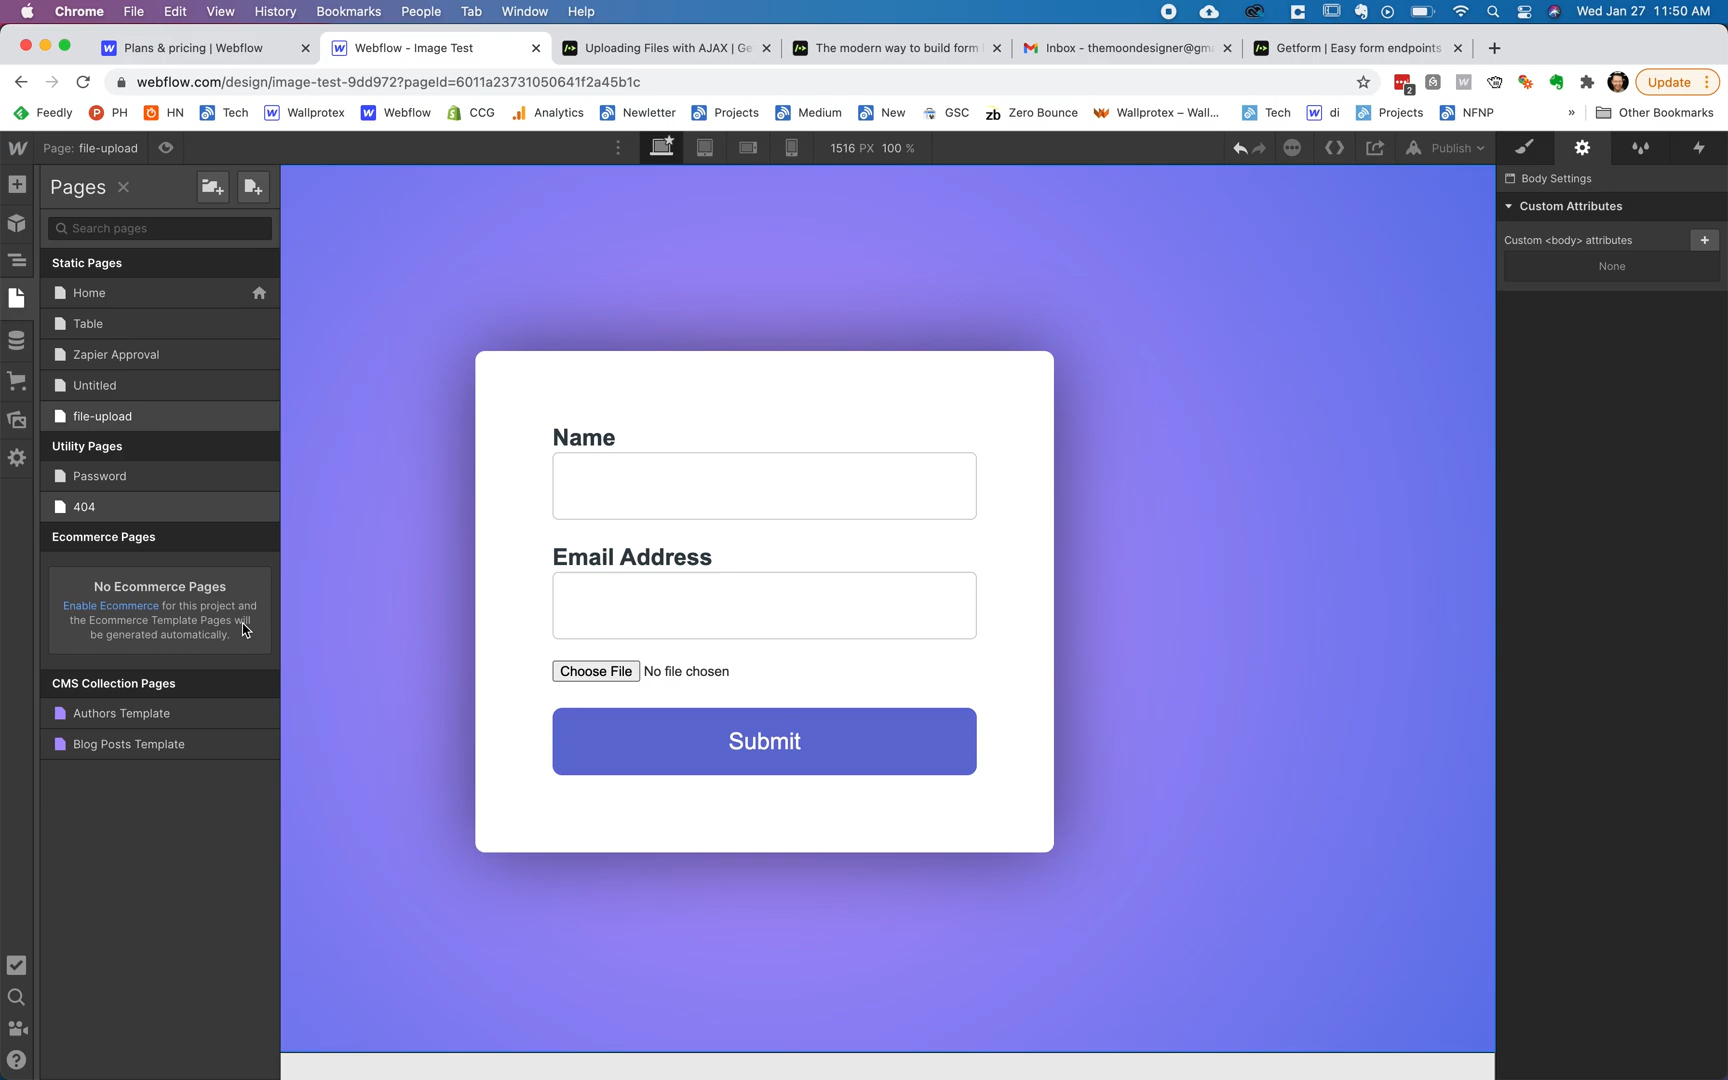 Chrome File Edit View History Bookmarks People Tab Window Help
Wed Jan 27 11:50 AM
Plans & pricing | Webflow
Webflow - Image Test
Uploading Files with AJAX | Ge
The modern way to build form
Inbox - themoondesigner@gm
Getform | Easy form endpoints
webflow.com/design/image-test-9dd972?pageId=6011a23731050641f2a45b1c
2
Update
Feedly PH HN Tech Wallprotex Webflow CCG Analytics Newletter Projects Medium New GSC Zero Bounce Wallprotex – Wall... Tech di Projects NFNP » Other Bookmarks
Page: file-upload
1516 PX 100 %
Publish
Pages
Search pages
Static Pages
Home
Table
Zapier Approval
Untitled
file-upload
Utility Pages
Password
404
Ecommerce Pages
No Ecommerce Pages
Enable Ecommerce for this project and
the Ecommerce Template Pages will
be generated automatically.
CMS Collection Pages
Authors Template
Blog Posts Template
Name
Email Address
Choose File No file chosen
Submit
Body Settings
Custom Attributes
Custom <body> attributes
None